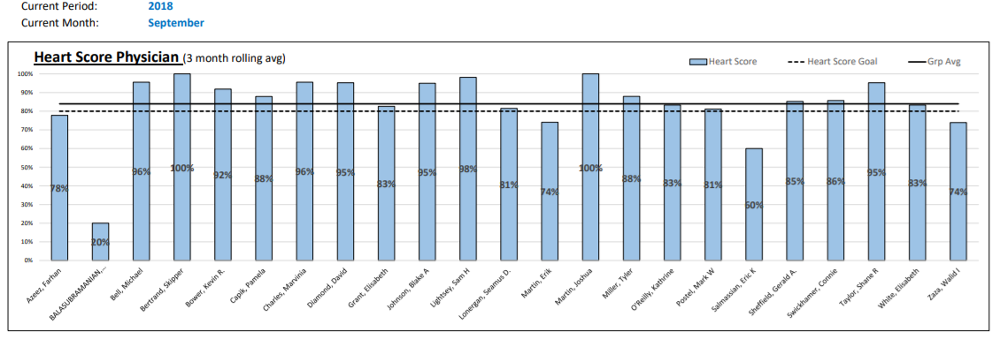 Current Period: 2018
Current Month: September
Heart Score Physician (3 month rolling avg)
Heart Score Heart Score Goal Grp Avg
100%
90%
80%
70%
60%
50%
40%
30%
20%
10%
0%
78%
20%
96%
100%
92%
88%
96%
95%
83%
95%
98%
81%
74%
100%
88%
83%
81%
60%
85%
86%
95%
83%
74%
Azeez, Farhan
BALASUBRAMANIAN,...
Bell, Michael
Bertrand, Skipper
Bower, Kevin R.
Capik, Pamela
Charles, Marvinia
Diamond, David
Grant, Elisabeth
Johnson, Blake A
Lightsey, Sam H
Lonergan, Seamus D.
Martin, Erik
Martin, Joshua
Miller, Tyler
O'Reilly, Kathrine
Postel, Mark W
Salmassian, Eric K
Sheffield, Gerald A.
Swickhamer, Connie
Taylor, Shane R
White, Elisabeth
Zaza, Walid I